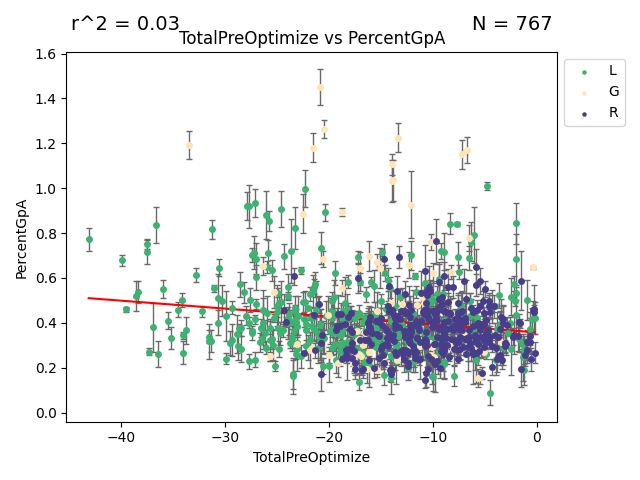 r^2 = 0.03 N = 767
TotalPreOptimize vs PercentGpA
1.6
1.4
1.2
1.0
0.8
0.6
0.4
0.2
0.0
PercentGpA
L
G
R
−40 −30 −20 −10 0
TotalPreOptimize